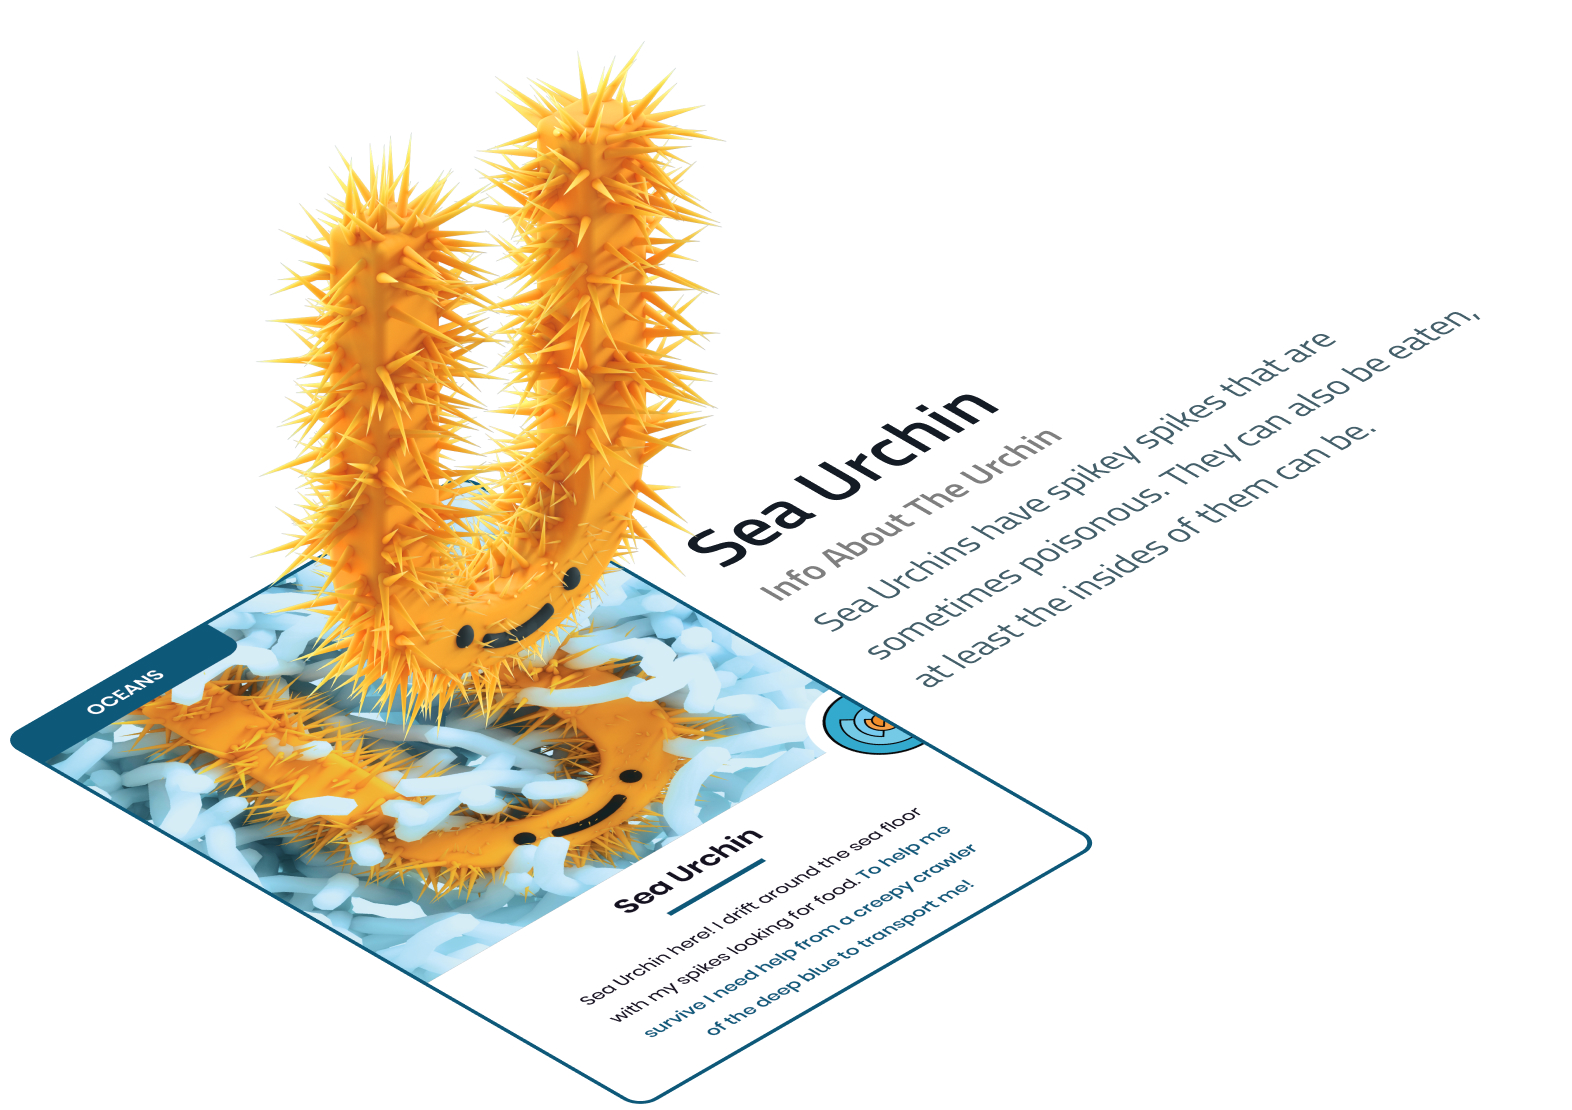 Sea Urchin
Info About The Urchin
Sea Urchins have spikey spikes that are
sometimes poisonous. They can also be eaten,
at least the insides of them can be.
OCEANS
Sea Urchin
Sea Urchin here! I drift around the sea floor
with my spikes looking for food. To help me
survive I need help from a creepy crawler
of the deep blue to transport me!